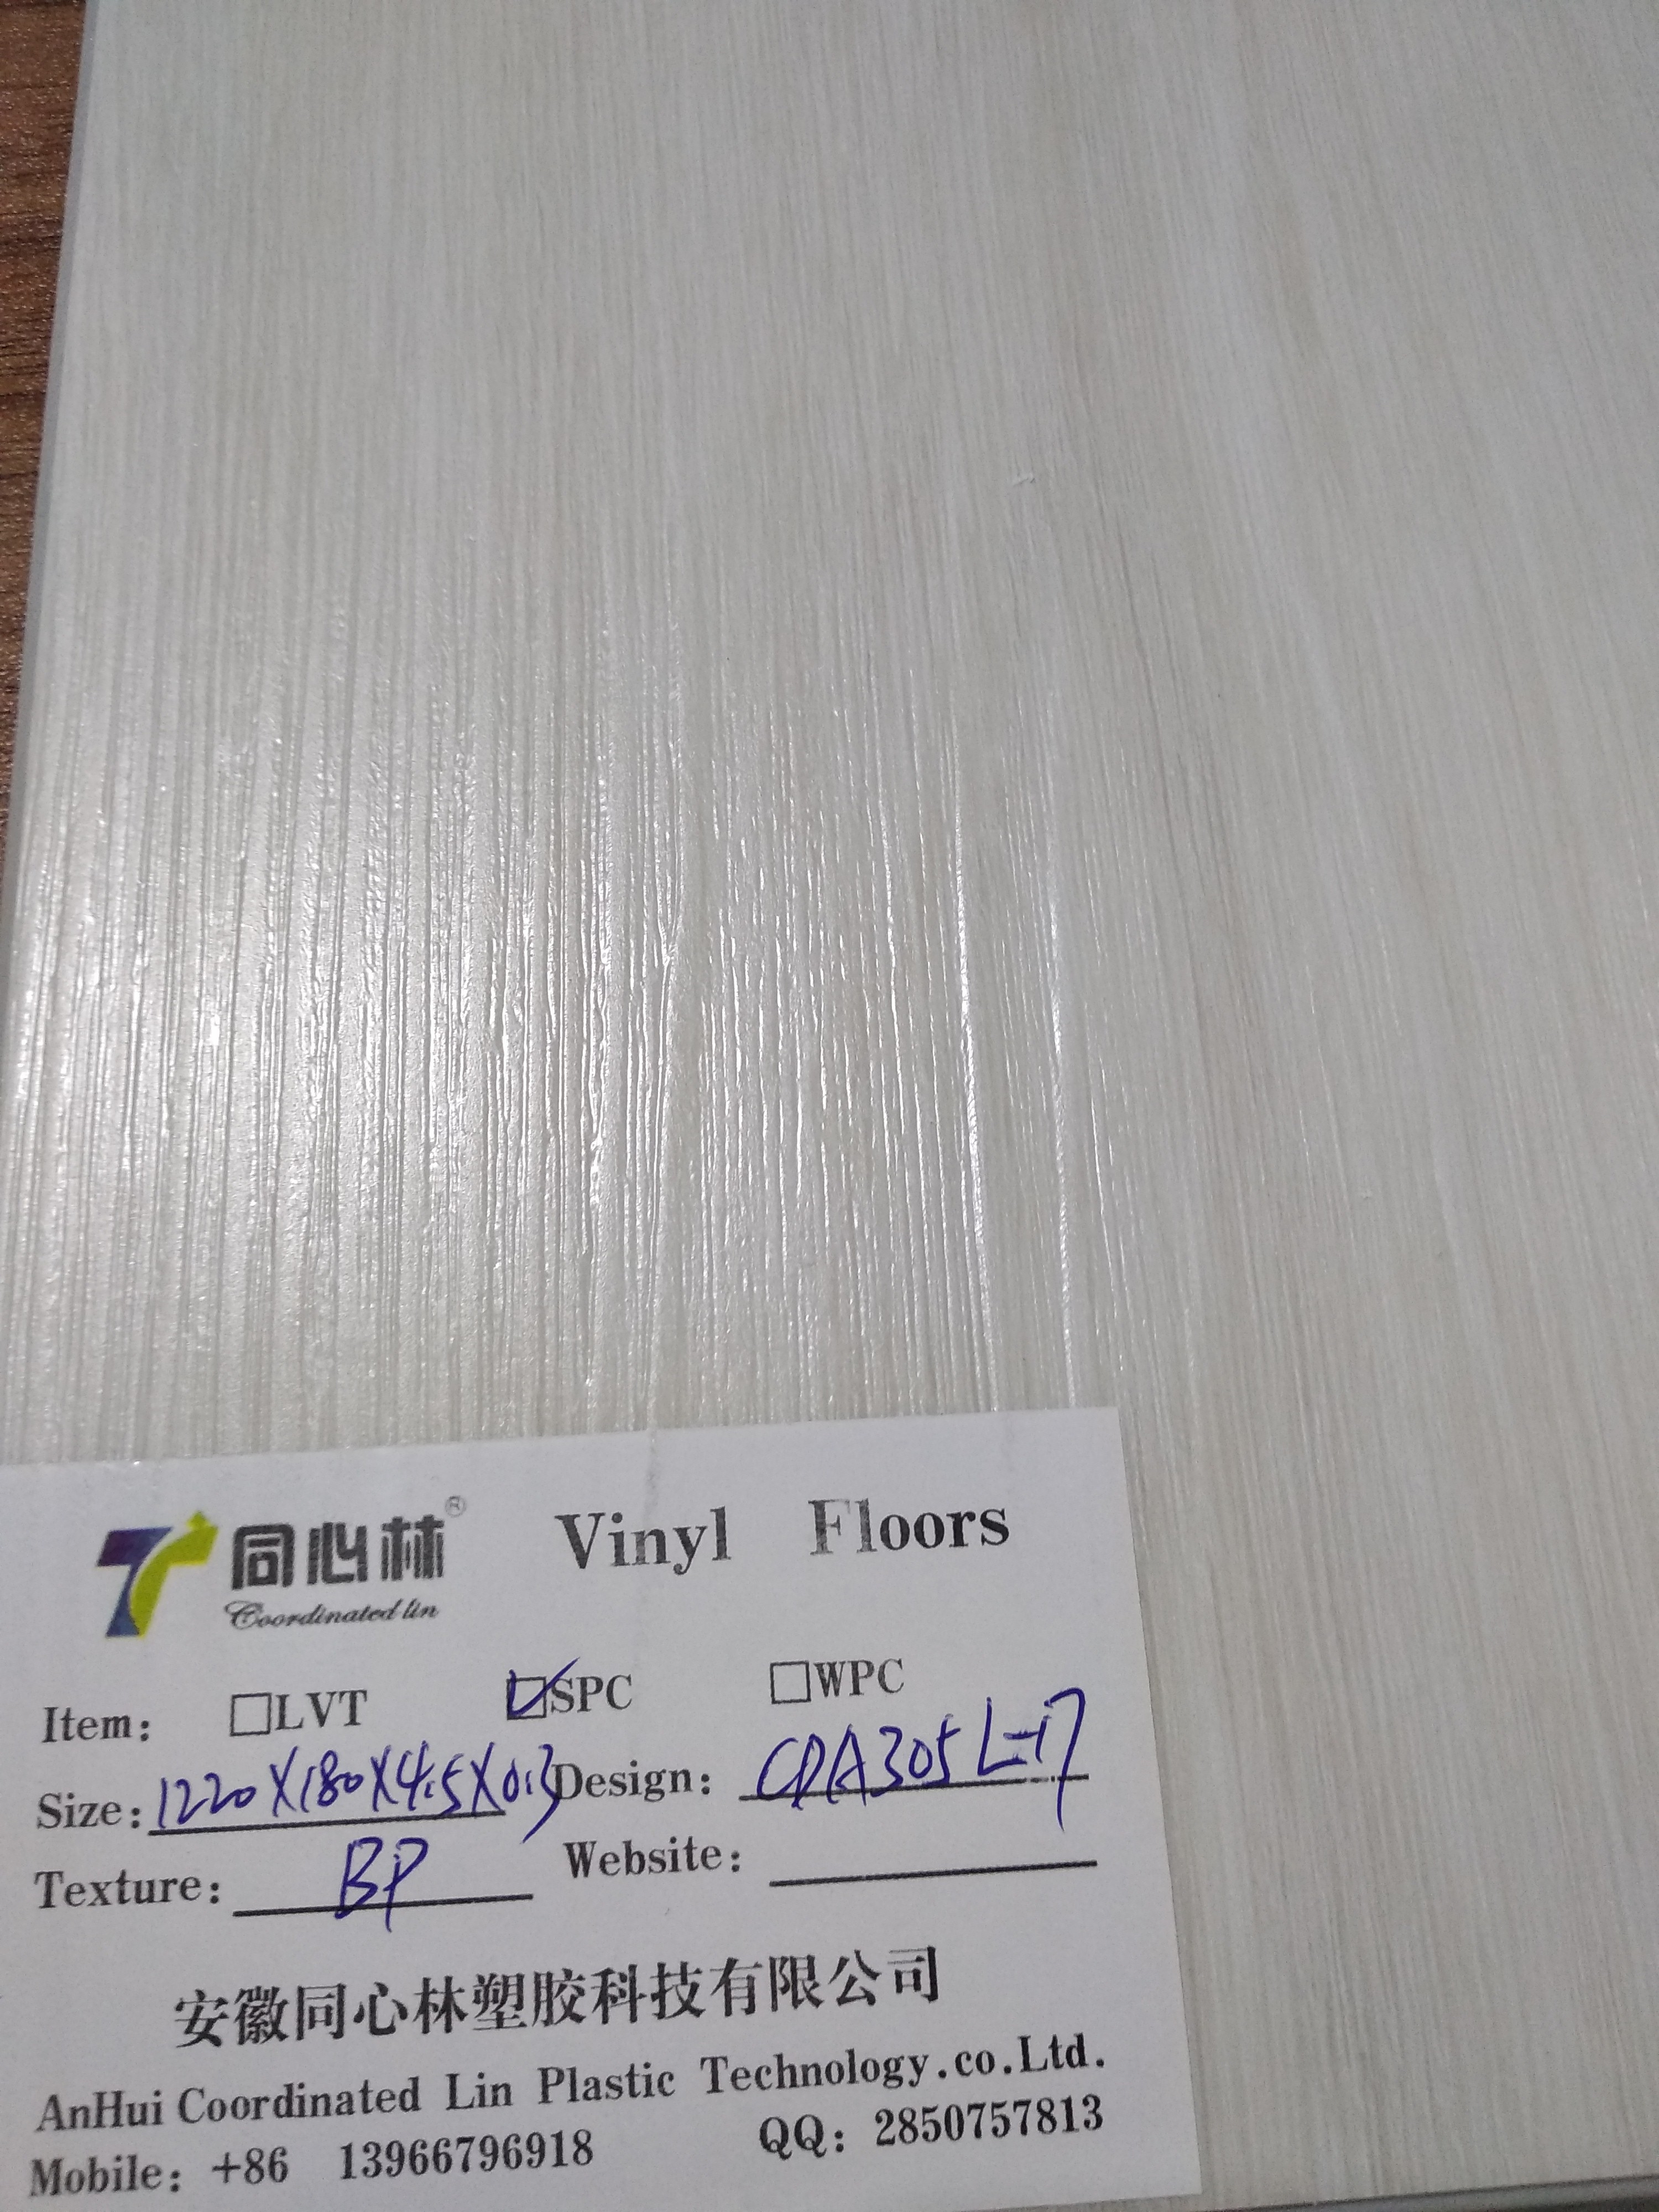 同心林® Vinyl Floors
Coordinated lin
Item: □LVT ☑SPC □WPC
Size: 1220X180X4.5X0.3 Design: CDA305L-17
Texture: BP Website:
安徽同心林塑胶科技有限公司
AnHui Coordinated Lin Plastic Technology.co.Ltd.
Mobile: +86 13966796918 QQ: 2850757813